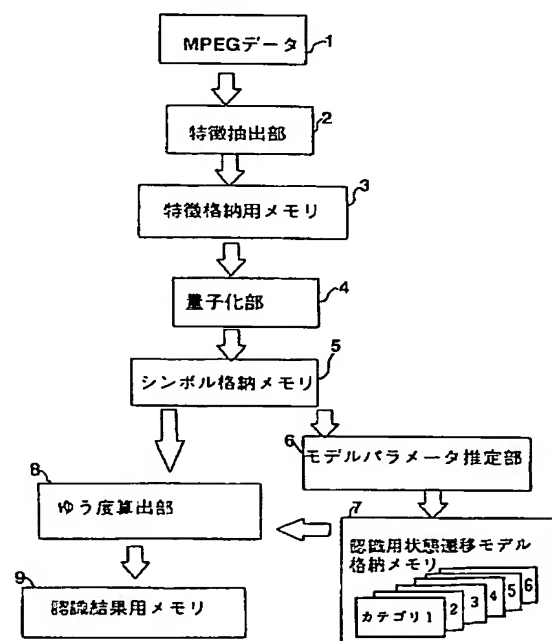 MPEGデータ
1
特徴抽出部
2
特徴格納用メモリ
3
量子化部
4
シンボル格納メモリ
5
モデルパラメータ推定部
6
ゆう度算出部
8
認識用状態遷移モデル
格納メモリ
7
カテゴリ1
2
3
4
5
6
認識結果用メモリ
9